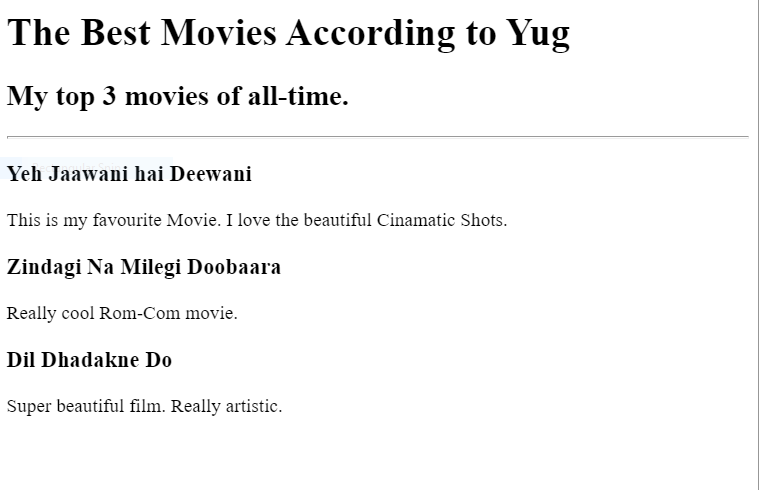 The Best Movies According to Yug
My top 3 movies of all-time.
Yeh Jaawani hai Deewani
This is my favourite Movie. I love the beautiful Cinamatic Shots.
Zindagi Na Milegi Doobaara
Really cool Rom-Com movie.
Dil Dhadakne Do
Super beautiful film. Really artistic.